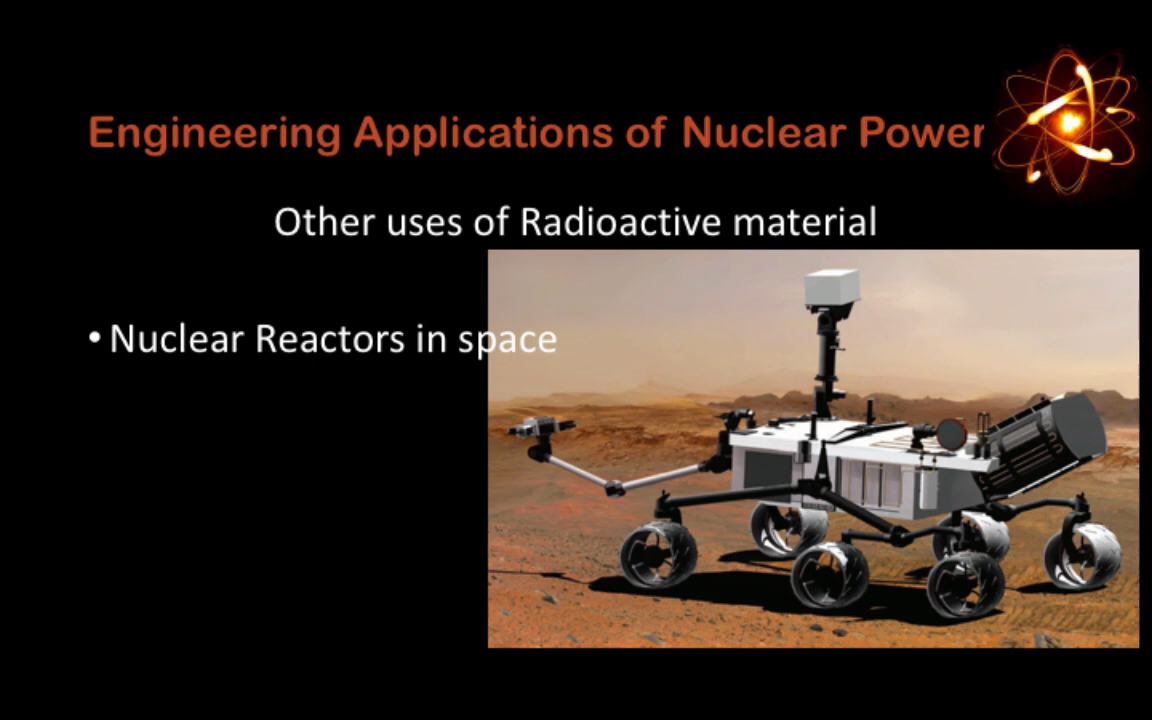 Engineering Applications of Nuclear Power
Other uses of Radioactive material
• Nuclear Reactors in space